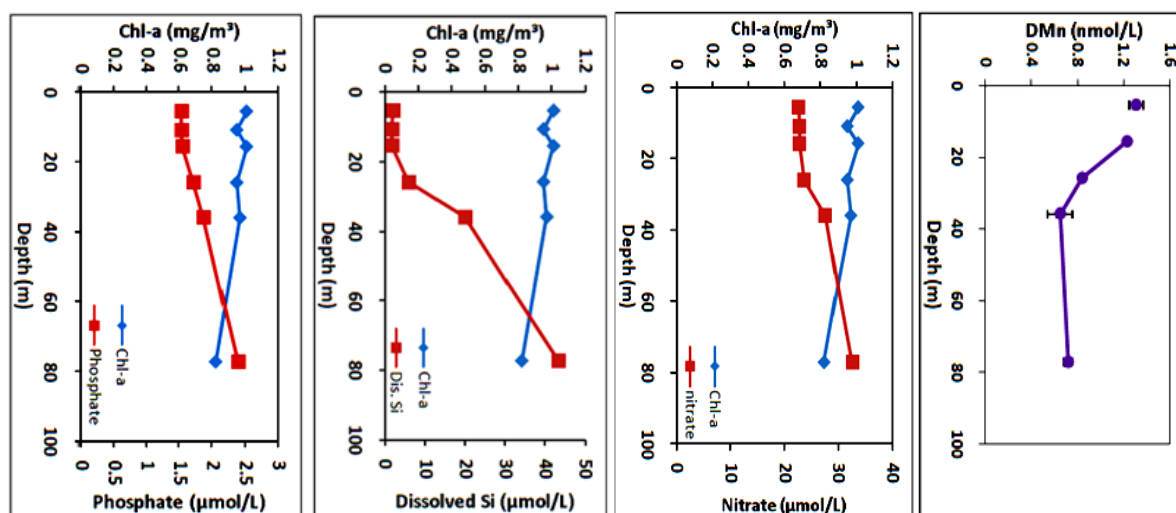 Chl-a (mg/m³)
0 0.2 0.4 0.6 0.8 1 1.2
0
20
40
60
80
100
Depth (m)
Chl-a
Phosphate
0 0.5 1 1.5 2 2.5 3
Phosphate (µmol/L)
Chl-a (mg/m³)
0 0.2 0.4 0.6 0.8 1 1.2
0
20
40
60
80
100
Depth (m)
Chl-a
Dis. Si
0 10 20 30 40 50
Dissolved Si (µmol/L)
Chl-a (mg/m³)
0 0.2 0.4 0.6 0.8 1 1.2
0
20
40
60
80
100
Depth (m)
Chl-a
nitrate
0 10 20 30 40
Nitrate (µmol/L)
DMn (nmol/L)
0 0.4 0.8 1.2 1.6
0
20
40
60
80
100
Depth (m)